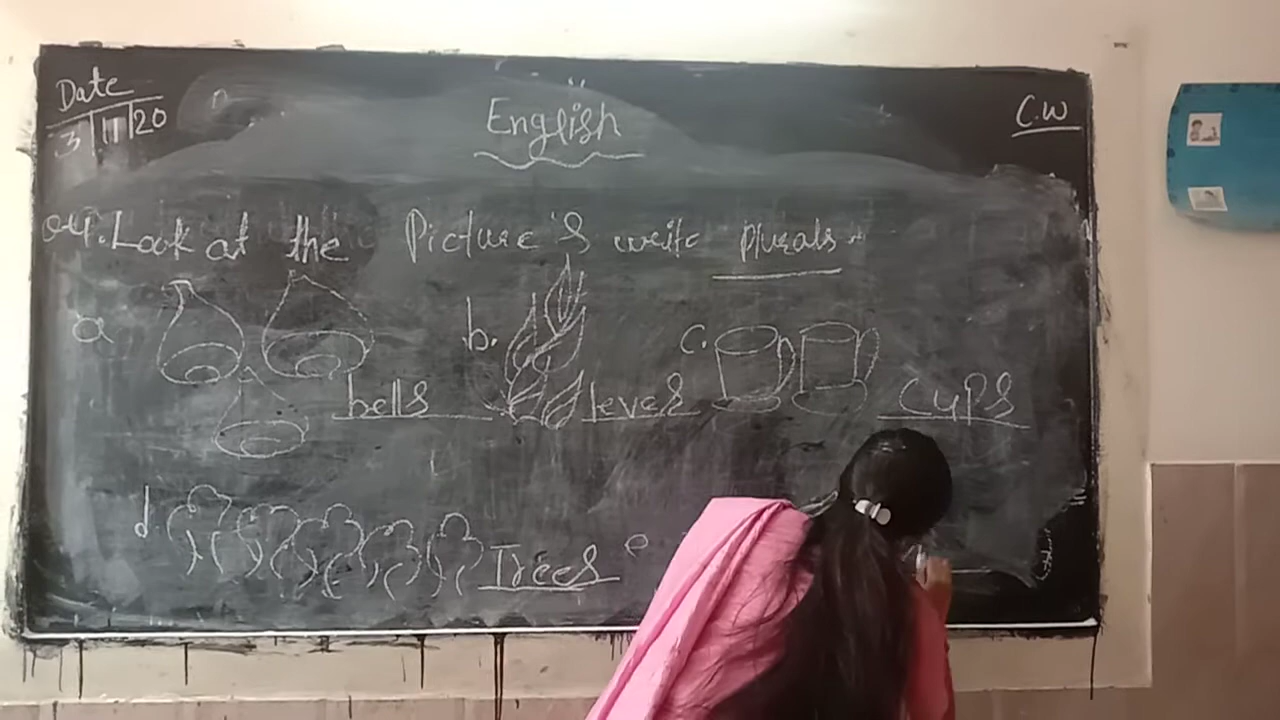 Date
3/11/20
English
C.W
Q4. Look at the Picture's & write plurals.
a
bells
b.
leves
c.
Cups
d
Trees
e